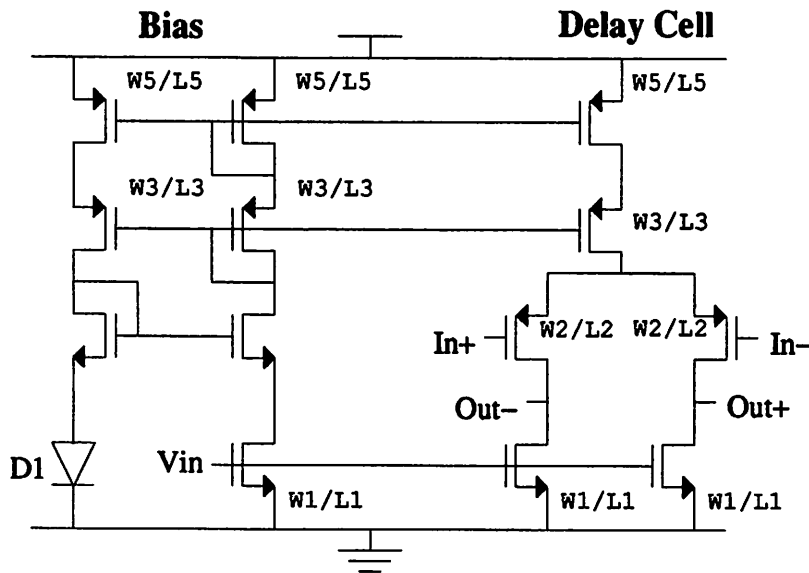 Bias Delay Cell
W5/L5 W5/L5 W5/L5
W3/L3 W3/L3
W3/L3
In+ W2/L2 W2/L2 In-
Out- Out+
D1 Vin
W1/L1 W1/L1 W1/L1